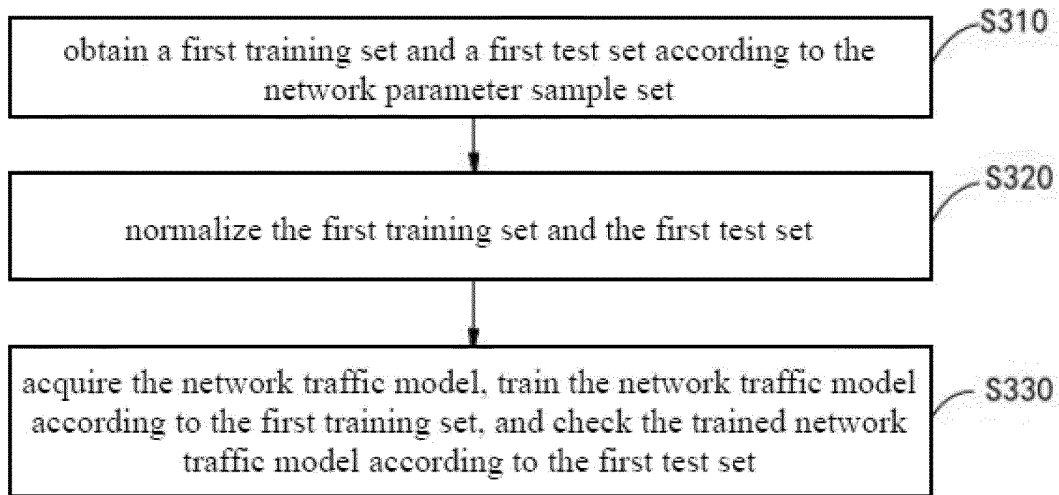 S310
obtain a first training set and a first test set according to the
network parameter sample set
S320
normalize the first training set and the first test set
S330
acquire the network traffic model, train the network traffic model
according to the first training set, and check the trained network
traffic model according to the first test set